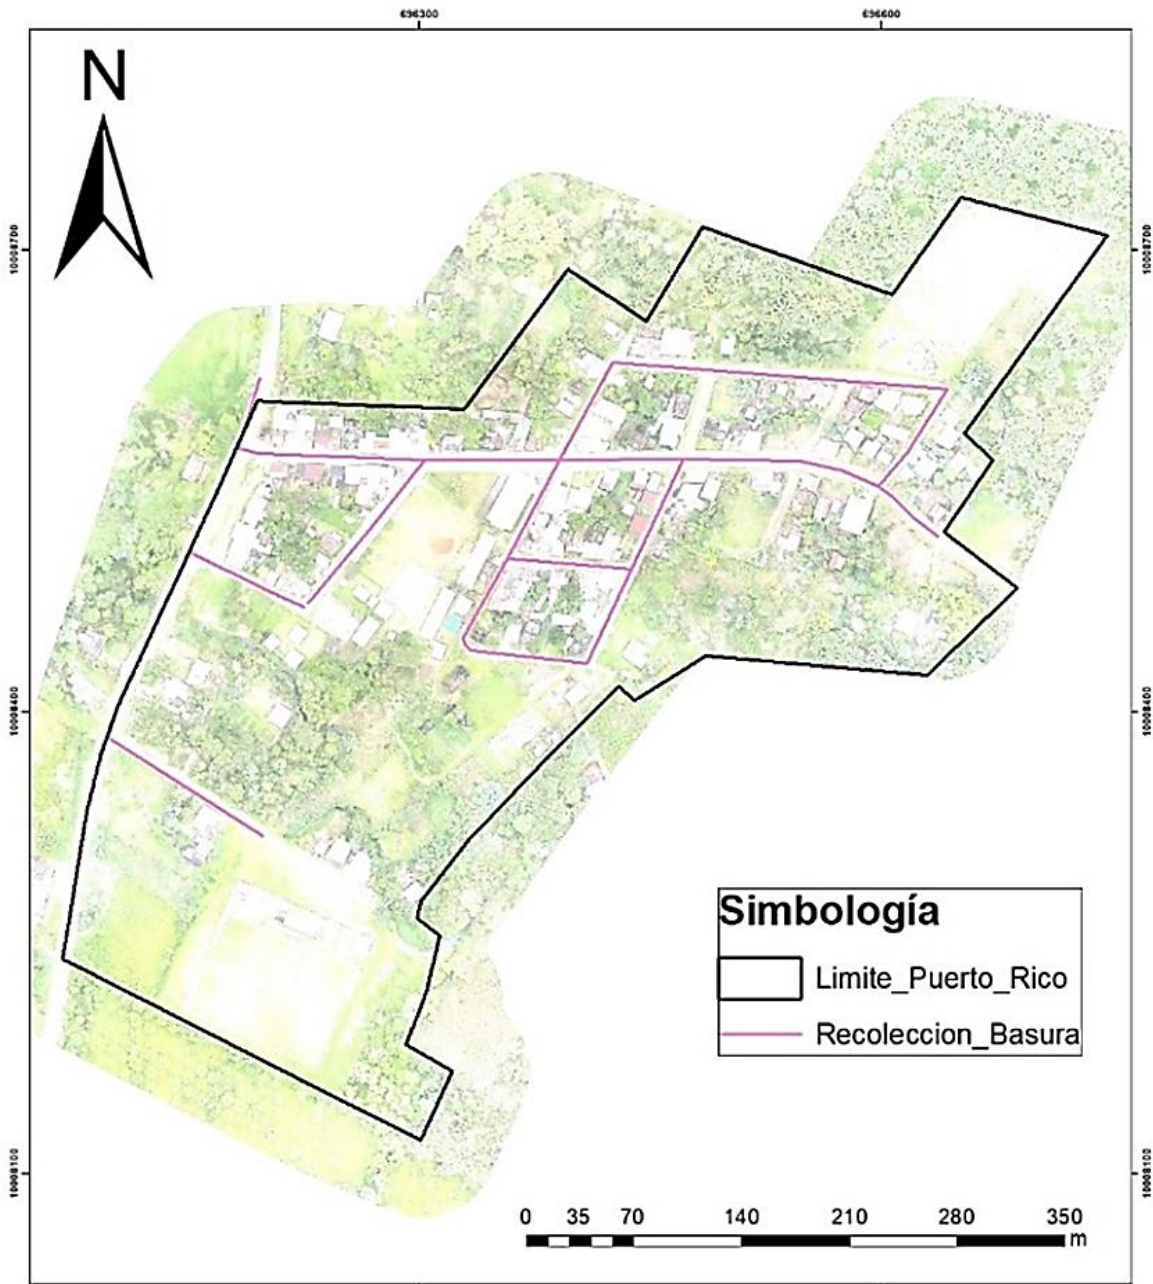 696300 696600
N
10008700 10008700
10008400 10008400
Simbología
Limite_Puerto_Rico
Recoleccion_Basura
10008100 10008100
0 35 70 140 210 280 350
m